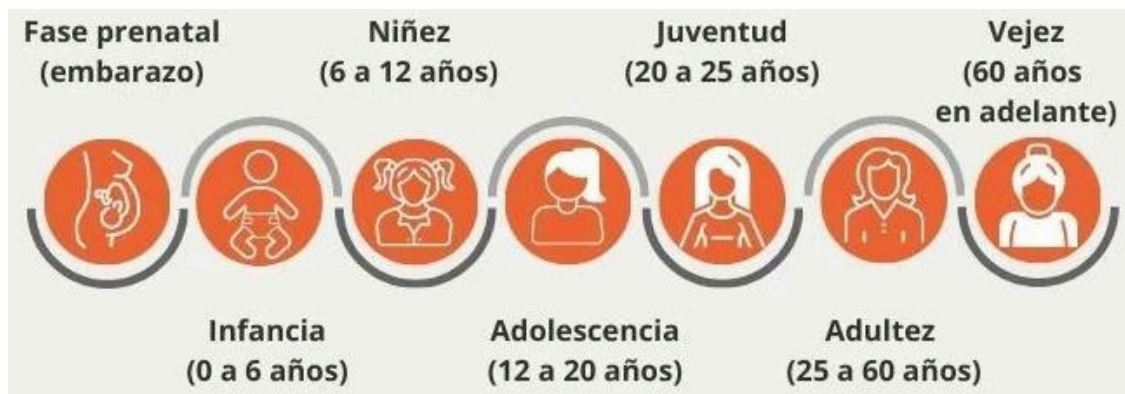 Fase prenatal
(embarazo)
Niñez
(6 a 12 años)
Juventud
(20 a 25 años)
Vejez
(60 años
en adelante)
Infancia
(0 a 6 años)
Adolescencia
(12 a 20 años)
Adultez
(25 a 60 años)